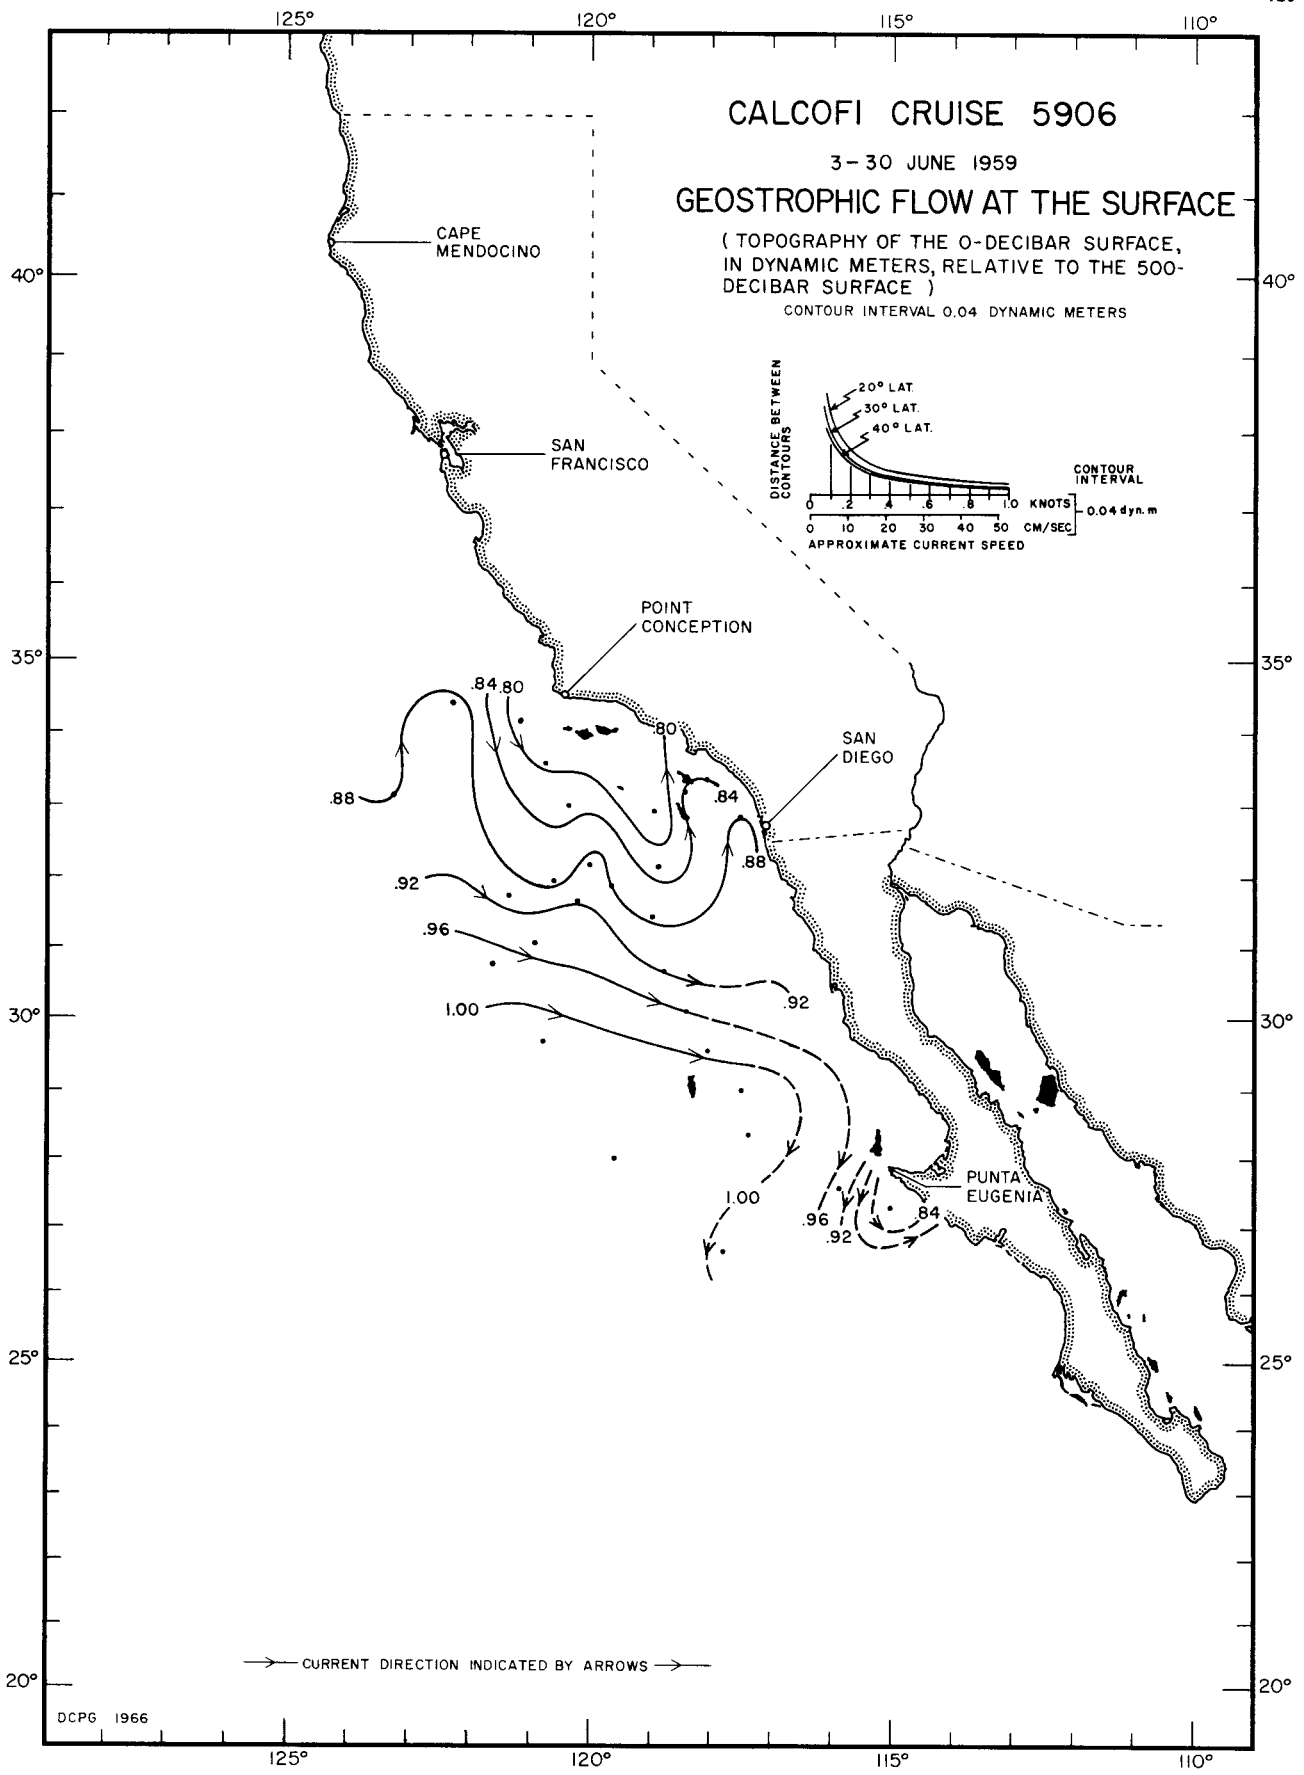 125° 120° 115° 110°
CALCOFI CRUISE 5906
3-30 JUNE 1959
GEOSTROPHIC FLOW AT THE SURFACE
( TOPOGRAPHY OF THE 0-DECIBAR SURFACE,
IN DYNAMIC METERS, RELATIVE TO THE 500-
DECIBAR SURFACE )
CONTOUR INTERVAL 0.04 DYNAMIC METERS
CAPE
MENDOCINO
40° 40°
DISTANCE BETWEEN
CONTOURS
20° LAT.
30° LAT.
40° LAT.
CONTOUR
INTERVAL
0 .2 .4 .6 .8 1.0 KNOTS
0.04 dyn. m
0 10 20 30 40 50 CM/SEC
APPROXIMATE CURRENT SPEED
SAN
FRANCISCO
POINT
CONCEPTION
35° 35°
.84 .80
.80
SAN
DIEGO
.88
.84
.88
.92
.96
.92
1.00
30° 30°
PUNTA
EUGENIA
1.00
.96
.92
.84
25° 25°
CURRENT DIRECTION INDICATED BY ARROWS
20° 20°
DCPG 1966
125° 120° 115° 110°